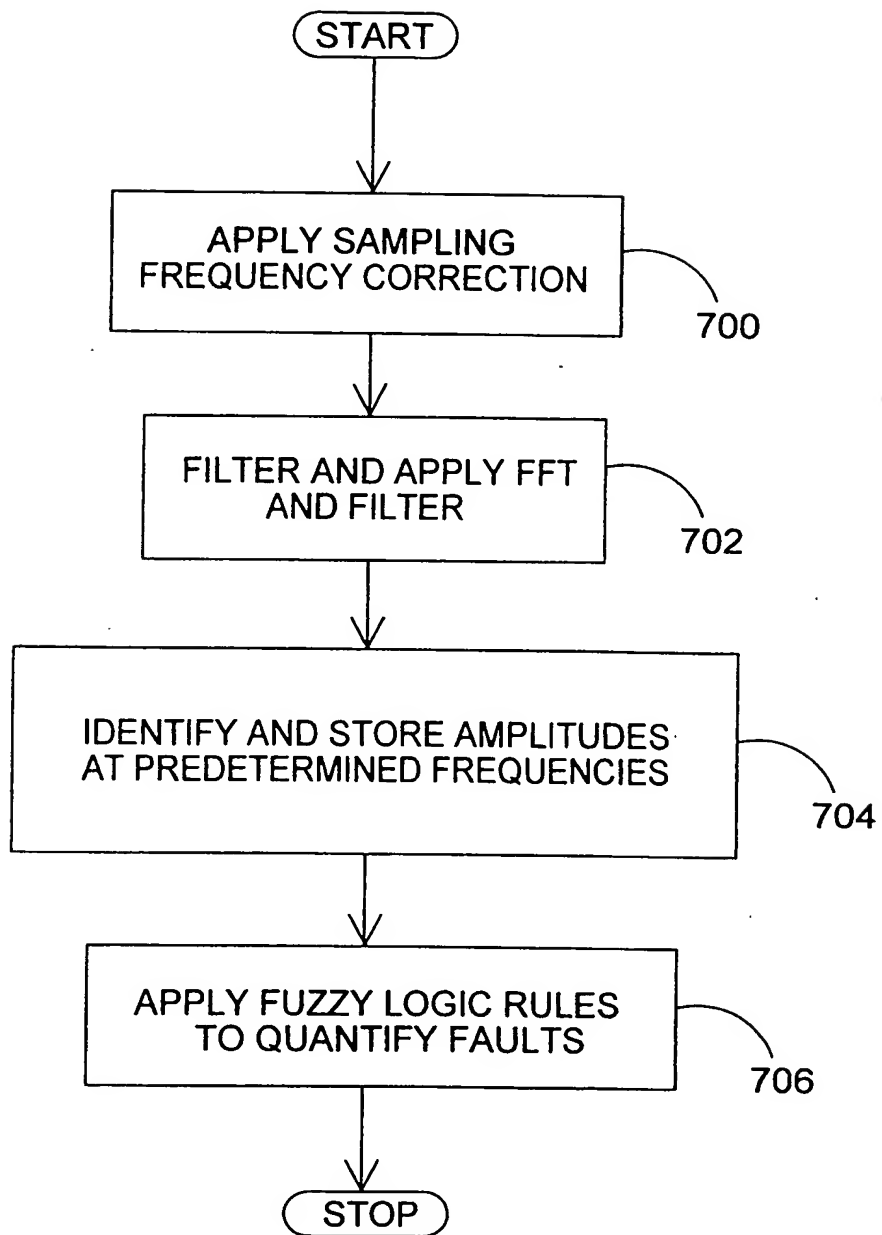 START
APPLY SAMPLING
FREQUENCY CORRECTION
700
FILTER AND APPLY FFT
AND FILTER
702
IDENTIFY AND STORE AMPLITUDES
AT PREDETERMINED FREQUENCIES
704
APPLY FUZZY LOGIC RULES
TO QUANTIFY FAULTS
706
STOP